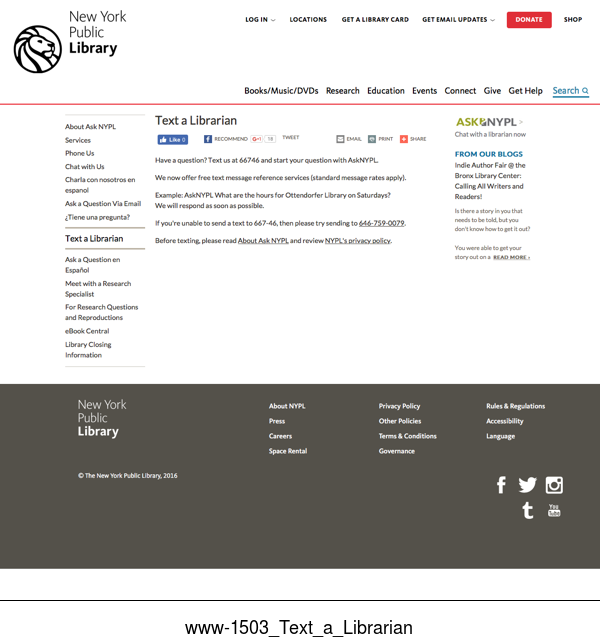 New York
Public
Library
LOG IN
LOCATIONS
GET A LIBRARY CARD
GET EMAIL UPDATES
DONATE
SHOP
Books/Music/DVDs
Research
Education
Events
Connect
Give
Get Help
Search
About Ask NYPL
Services
Phone Us
Chat with Us
Charla con nosotros en
espanol
Ask a Question Via Email
¿Tiene una pregunta?
Text a Librarian
Ask a Question en
Español
Meet with a Research
Specialist
For Research Questions
and Reproductions
eBook Central
Library Closing
Information
Text a Librarian
Like 0
RECOMMEND
G+1
18
TWEET
EMAIL
PRINT
SHARE
Have a question? Text us at 66746 and start your question with AskNYPL.
We now offer free text message reference services (standard message rates apply).
Example: AskNYPL What are the hours for Ottendorfer Library on Saturdays?
We will respond as soon as possible.
If you're unable to send a text to 667-46, then please try sending to 646-759-0079.
Before texting, please read About Ask NYPL and review NYPL's privacy policy.
ASKNYPL >
Chat with a librarian now
FROM OUR BLOGS
Indie Author Fair @ the
Bronx Library Center:
Calling All Writers and
Readers!
Is there a story in you that
needs to be told, but you
don't know how to get it out?
You were able to get your
story out on a READ MORE ›
New York
Public
Library
About NYPL
Press
Careers
Space Rental
Privacy Policy
Other Policies
Terms & Conditions
Governance
Rules & Regulations
Accessibility
Language
© The New York Public Library, 2016
You
Tube
www-1503_Text_a_Librarian